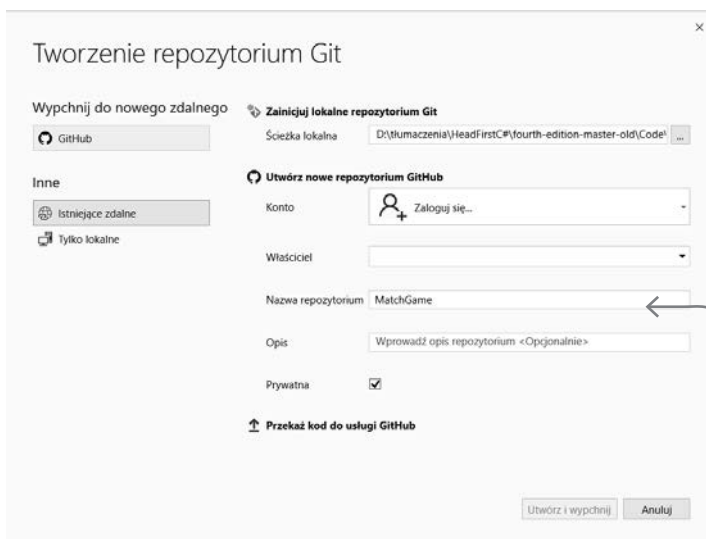 Tworzenie repozytorium Git
Wypchnij do nowego zdalnego
GitHub
Inne
Istniejące zdalne
Tylko lokalne
Zainicjuj lokalne repozytorium Git
Ścieżka lokalna D:\tłumaczenia\HeadFirstC#\fourth-edition-master-old\Code\ ...
Utwórz nowe repozytorium GitHub
Konto Zaloguj się...
Właściciel
Nazwa repozytorium MatchGame
Opis Wprowadź opis repozytorium <Opcjonalnie>
Prywatna
Przekaż kod do usługi GitHub
Utwórz i wypchnij Anuluj